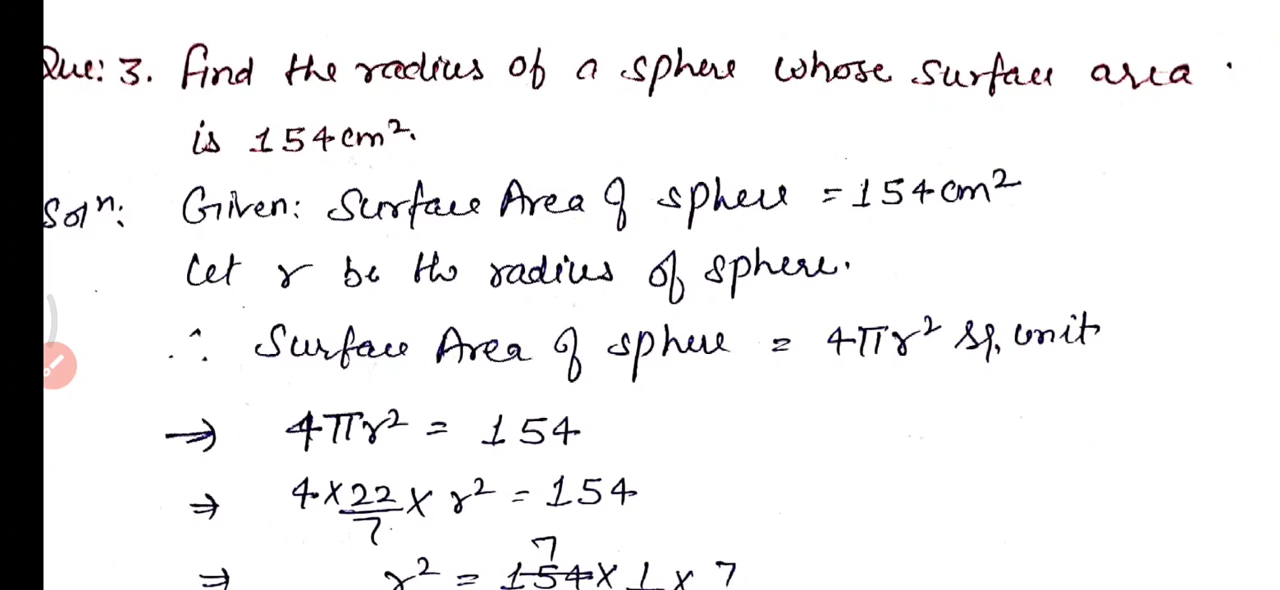 Que: 3. find the radius of a sphere whose surface area
is 154 cm².
Solⁿ: Given: Surface Area of sphere = 154 cm²
Let r be the radius of sphere.
∴ Surface Area of sphere = 4πr² sq. unit
⇒ 4πr² = 154
⇒ 4 × 22/7 × r² = 154
7
⇒ r² = 154 × 1 × 7